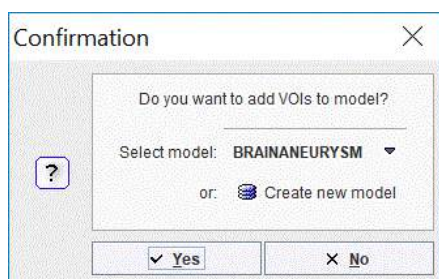 Confirmation
Do you want to add VOIs to model?
Select model: BRAINANEURYSM
or: Create new model
?
Yes No